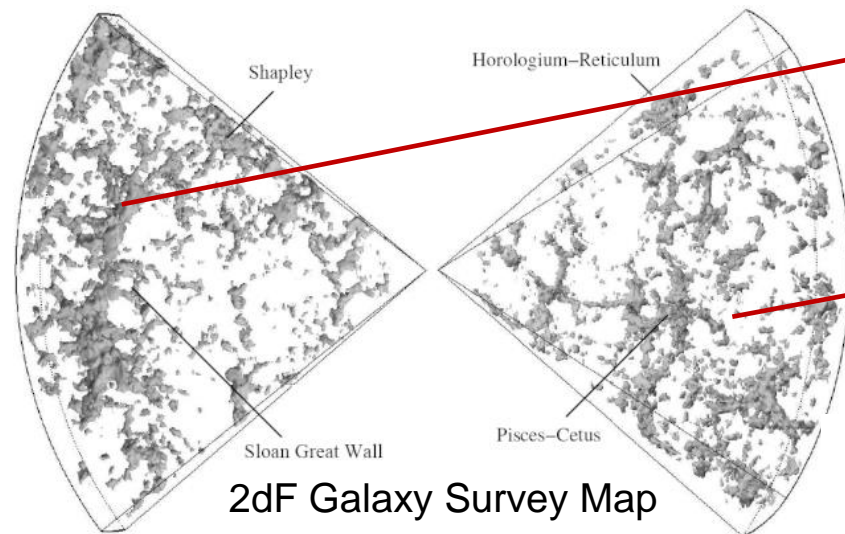 Shapley
Horologium–Reticulum
Sloan Great Wall
Pisces–Cetus
2dF Galaxy Survey Map